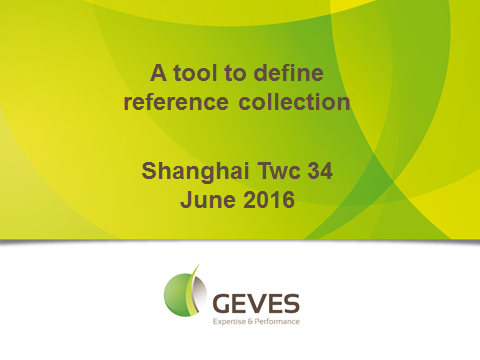 A tool to define
reference collection
Shanghai Twc 34
June 2016
GEVES
Expertise & Performance